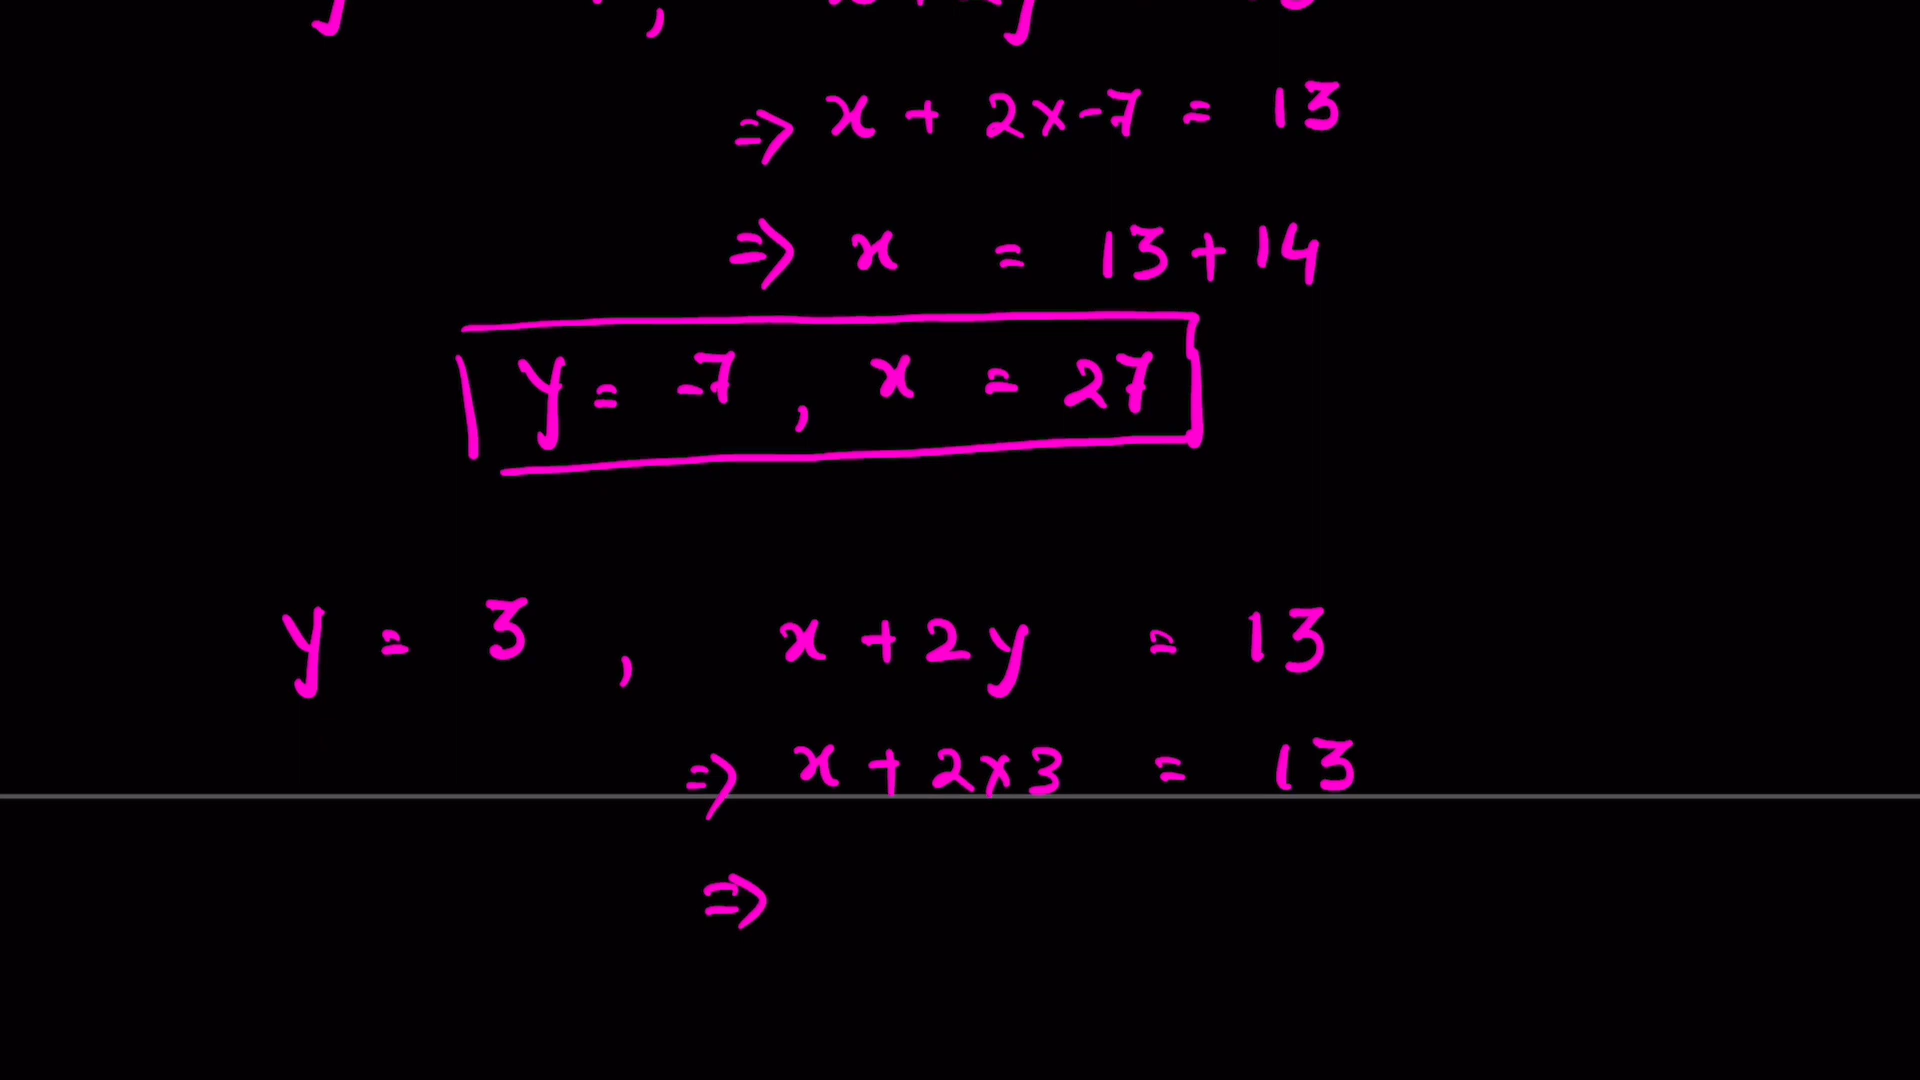 ⇒ x + 2x-7 = 13
⇒ x = 13+14
y = -7 , x = 27
y = 3 , x + 2y = 13
⇒ x + 2x3 = 13
⇒